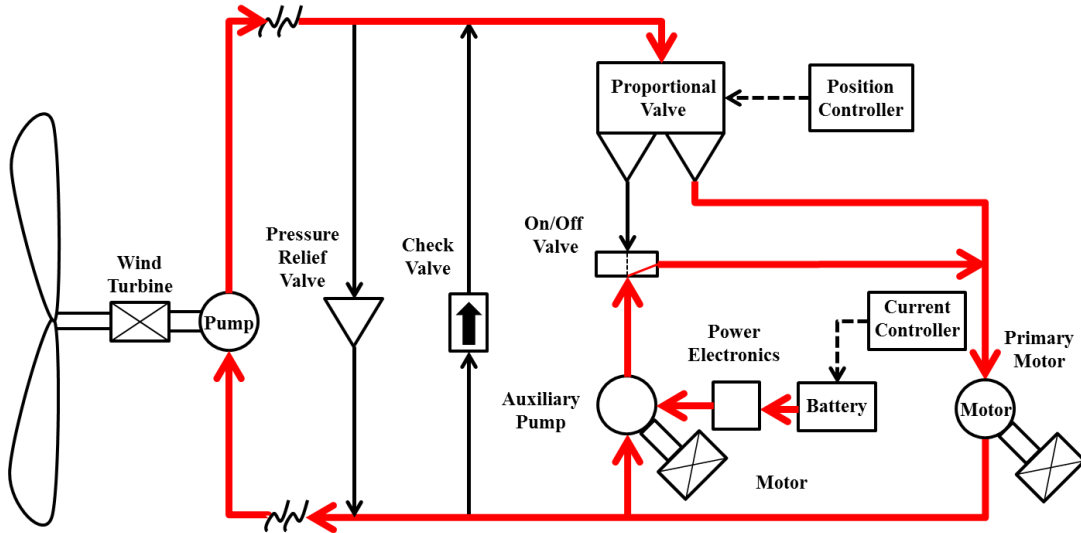 Proportional
Valve
Position
Controller
On/Off
Valve
Pressure
Relief
Valve
Check
Valve
Wind
Turbine
Pump
Current
Controller
Power
Electronics
Primary
Motor
Auxiliary
Pump
Battery
Motor
Motor